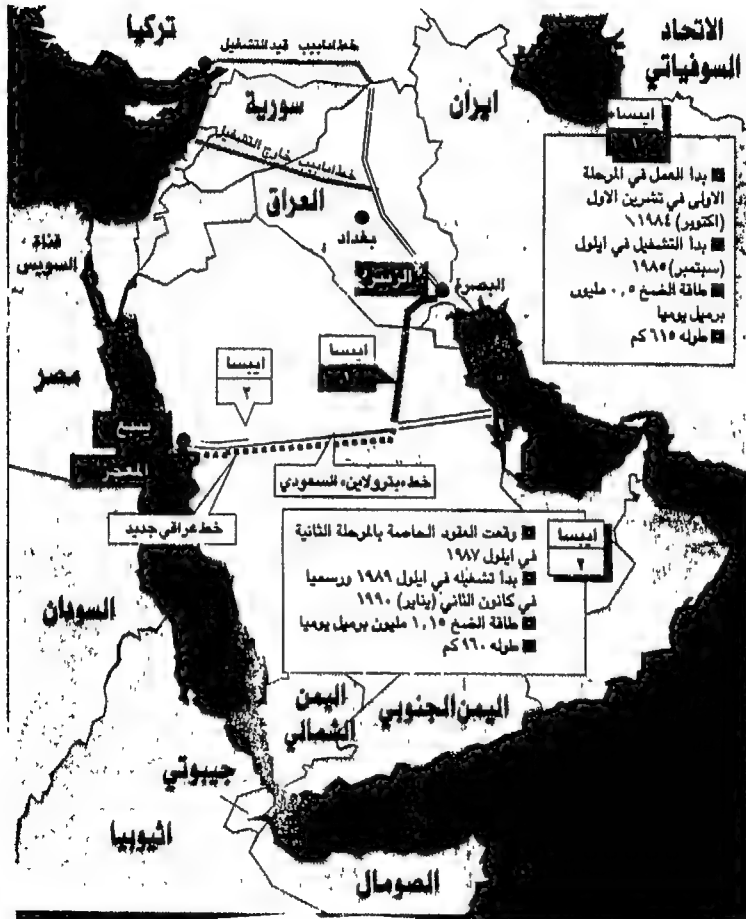 الاتحاد
السوفياتي
تركيا
خط انابيب قيد التشغيل
سورية
ايران
خط انابيب خارج التشغيل
العراق
بغداد
الزبير
البصرة
قناة
السويس
مصر
ايبسا
١
بدأ العمل في المرحلة
الاولى في تشرين الاول
(اكتوبر) ١٩٨٤
بدأ التشغيل في ايلول
(سبتمبر) ١٩٨٥
طاقة الضخ ٠,٥ مليون
برميل يوميا
طوله ٦١٥ كم
ايبسا
١
ايبسا
٢
ينبع
المعجز
خط «بترولاين» السعودي
خط عراقي جديد
ايبسا
٢
وقعت العقود الخاصة بالمرحلة الثانية
في ايلول ١٩٨٧
بدأ تشغيله في ايلول ١٩٨٩ ورسميا
في كانون الثاني (يناير) ١٩٩٠
طاقة الضخ ١,١٥ مليون برميل يوميا
طوله ٩٦٠ كم
السودان
اليمن
الشمالي
اليمن الجنوبي
جيبوتي
اثيوبيا
الصومال